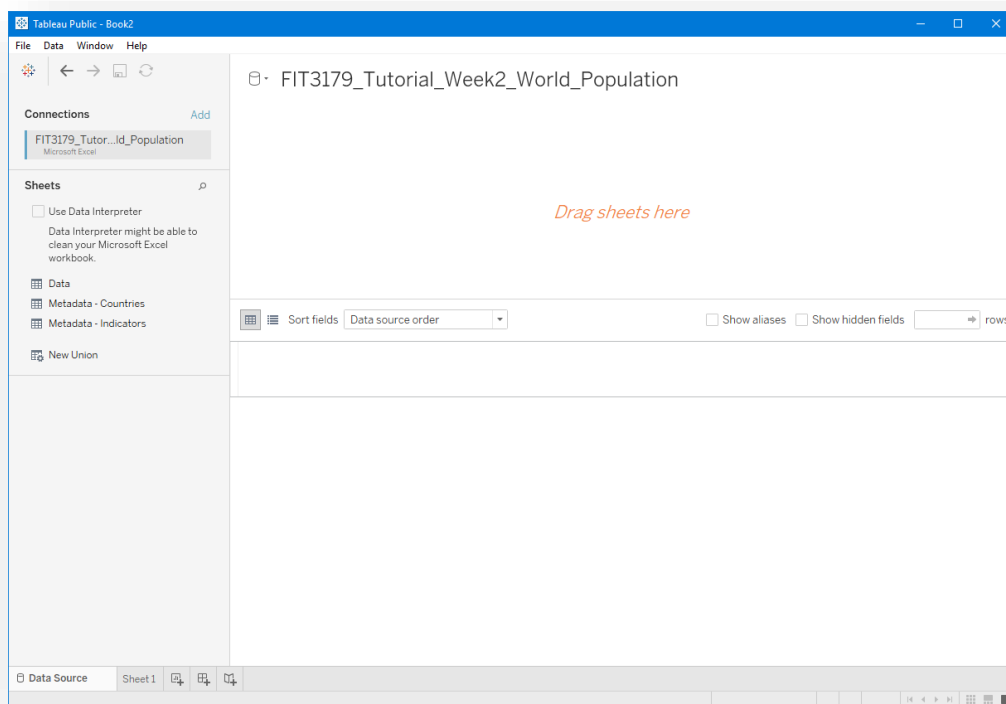 Tableau Public - Book2
File Data Window Help
FIT3179_Tutorial_Week2_World_Population
Connections Add
FIT3179_Tutor...ld_Population
Microsoft Excel
Sheets
Use Data Interpreter
Data Interpreter might be able to
clean your Microsoft Excel
workbook.
Data
Metadata - Countries
Metadata - Indicators
New Union
Drag sheets here
Sort fields Data source order Show aliases Show hidden fields rows
Data Source Sheet 1